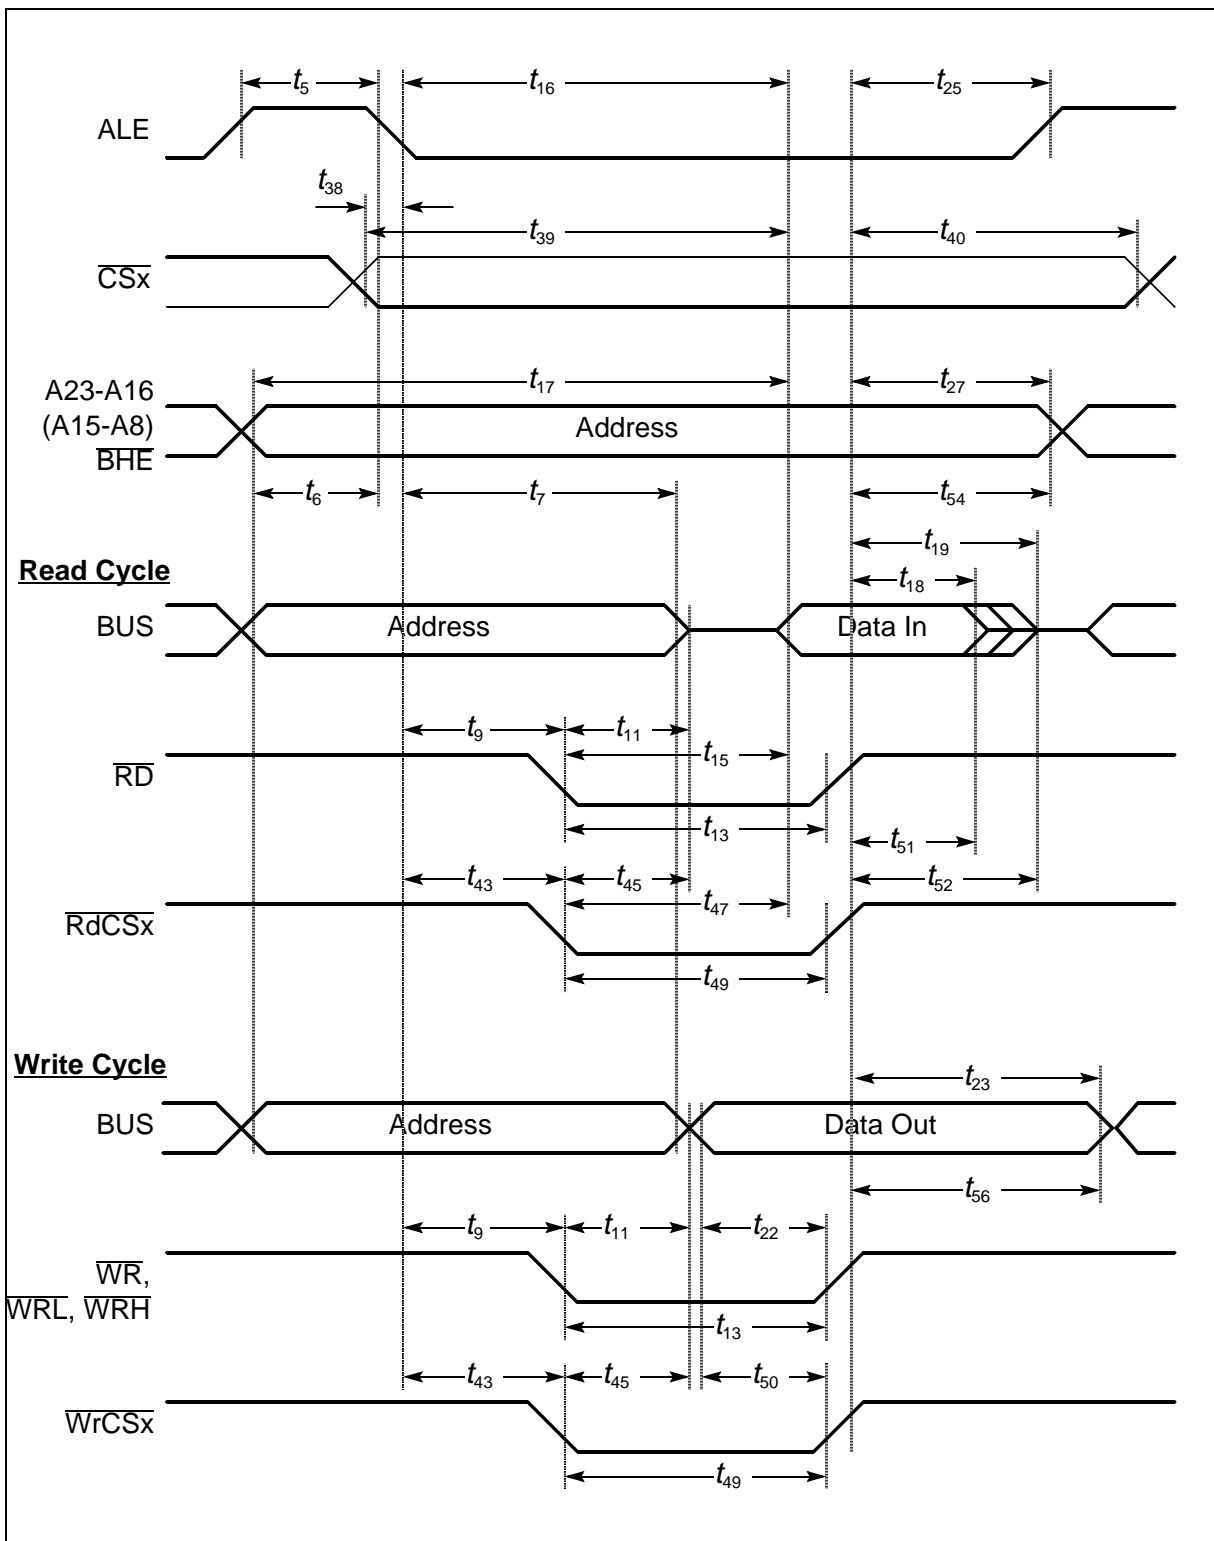 t5 t16 t25
ALE
t38
t39 t40
CSx
t17 t27
A23-A16
(A15-A8)
BHE
Address
t6 t7 t54
t19
Read Cycle
t18
BUS Address Data In
t9 t11
t15
RD
t13 t51
t43 t45 t52
t47
RdCSx
t49
Write Cycle
t23
BUS Address Data Out
t56
t9 t11 t22
WR,
WRL, WRH
t13
t43 t45 t50
WrCSx
t49